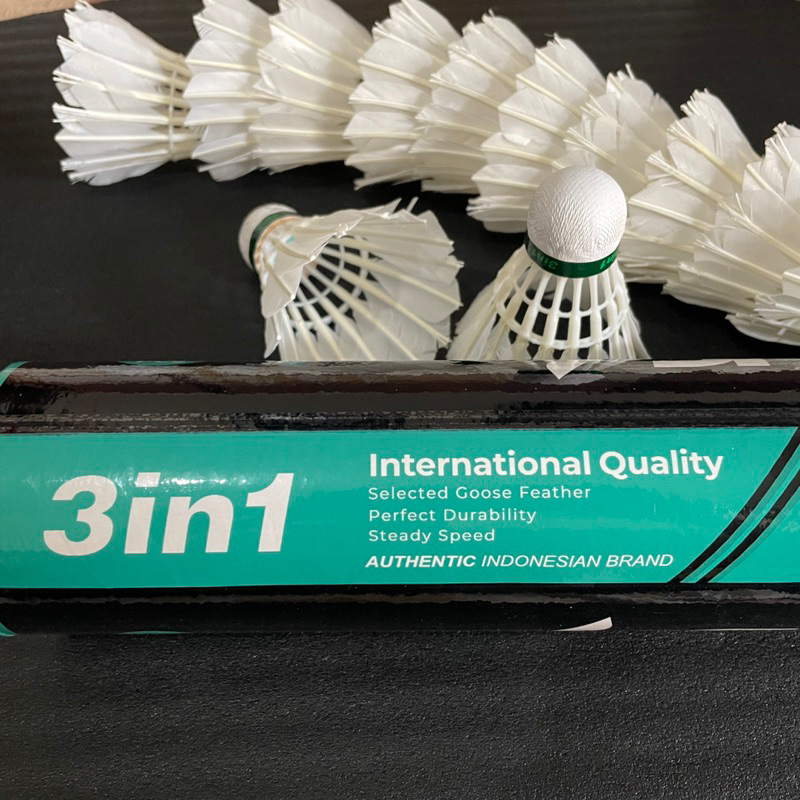 3in1
International Quality
Selected Goose Feather
Perfect Durability
Steady Speed
AUTHENTIC INDONESIAN BRAND